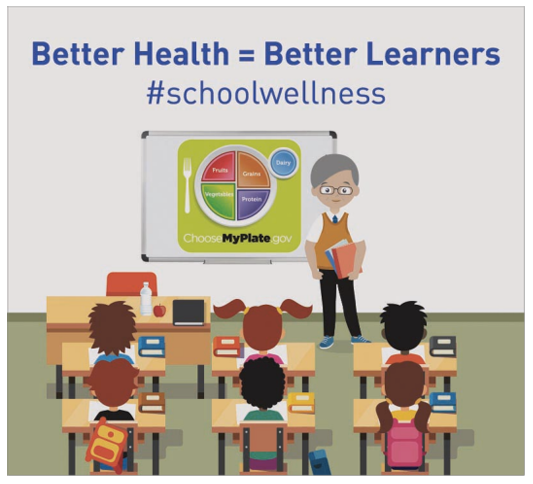 Better Health = Better Learners
#schoolwellness
Fruits
Grains
Dairy
Vegetables
Protein
ChooseMyPlate.gov